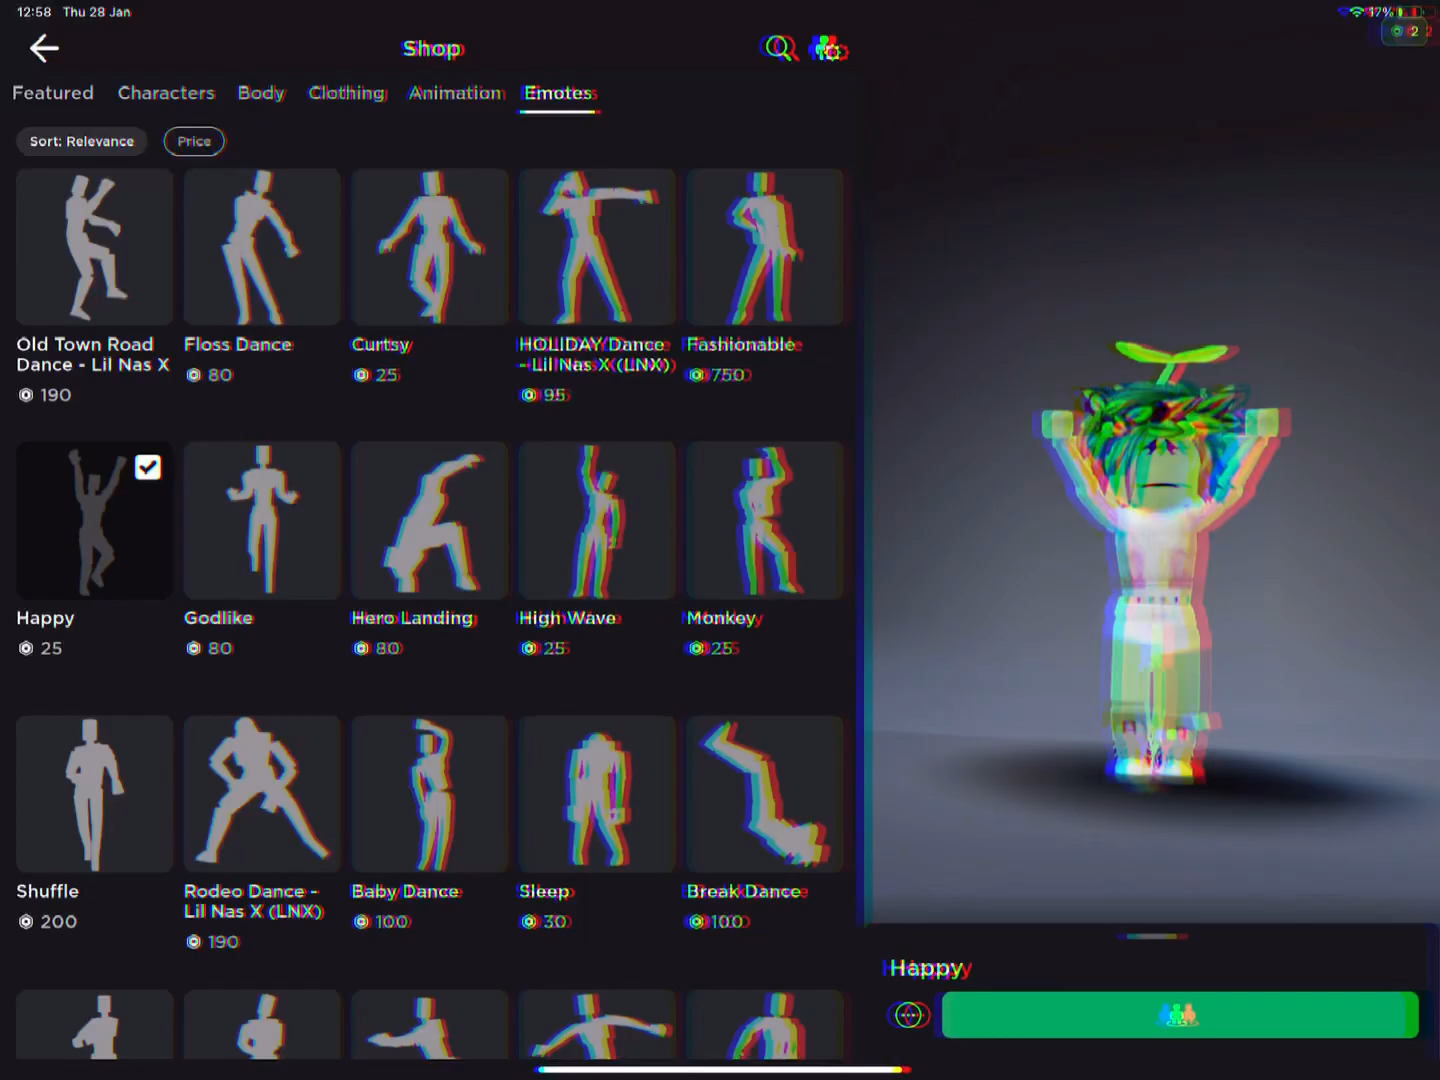 12:58 Thu 28 Jan
17%
2
Shop
Featured Characters Body Clothing Animation Emotes
Sort: Relevance Price
Old Town Road
Dance - Lil Nas X
190
Floss Dance
80
Curtsy
25
HOLIDAY Dance
- Lil Nas X (LNX)
95
Fashionable
750
Happy
25
Godlike
80
Hero Landing
80
High Wave
25
Monkey
25
Shuffle
200
Rodeo Dance -
Lil Nas X (LNX)
190
Baby Dance
100
Sleep
30
Break Dance
100
Happy